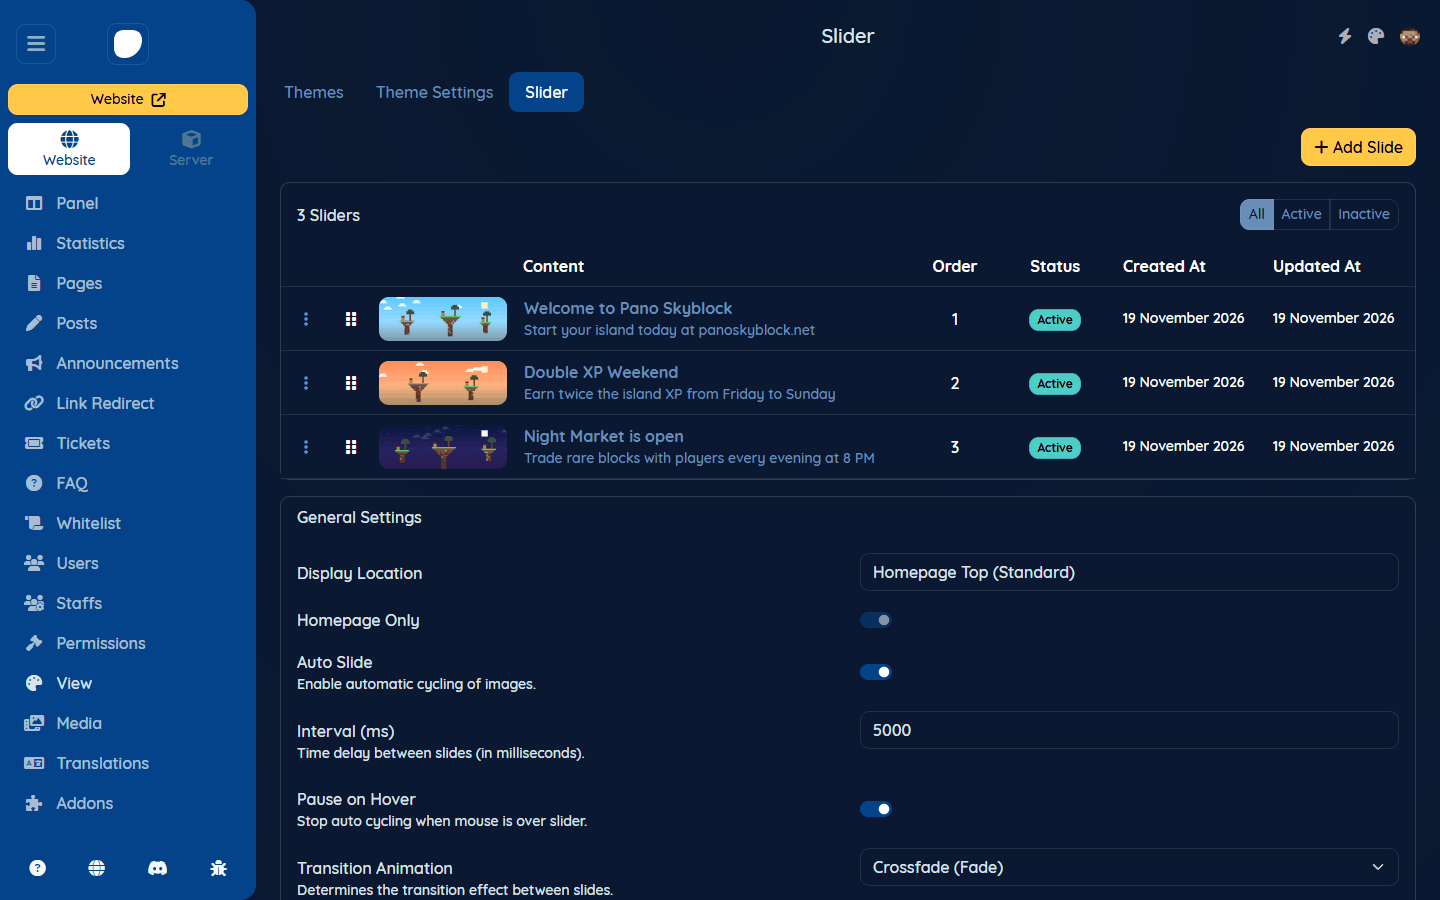 Slider
Website
Website
Server
Panel
Statistics
Pages
Posts
Announcements
Link Redirect
Tickets
FAQ
Whitelist
Users
Staffs
Permissions
View
Media
Translations
Addons
Themes
Theme Settings
Slider
+ Add Slide
3 Sliders
All
Active
Inactive
Content
Order
Status
Created At
Updated At
Welcome to Pano Skyblock
Start your island today at panoskyblock.net
1
Active
19 November 2026
19 November 2026
Double XP Weekend
Earn twice the island XP from Friday to Sunday
2
Active
19 November 2026
19 November 2026
Night Market is open
Trade rare blocks with players every evening at 8 PM
3
Active
19 November 2026
19 November 2026
General Settings
Display Location
Homepage Top (Standard)
Homepage Only
Auto Slide
Enable automatic cycling of images.
Interval (ms)
Time delay between slides (in milliseconds).
5000
Pause on Hover
Stop auto cycling when mouse is over slider.
Transition Animation
Determines the transition effect between slides.
Crossfade (Fade)